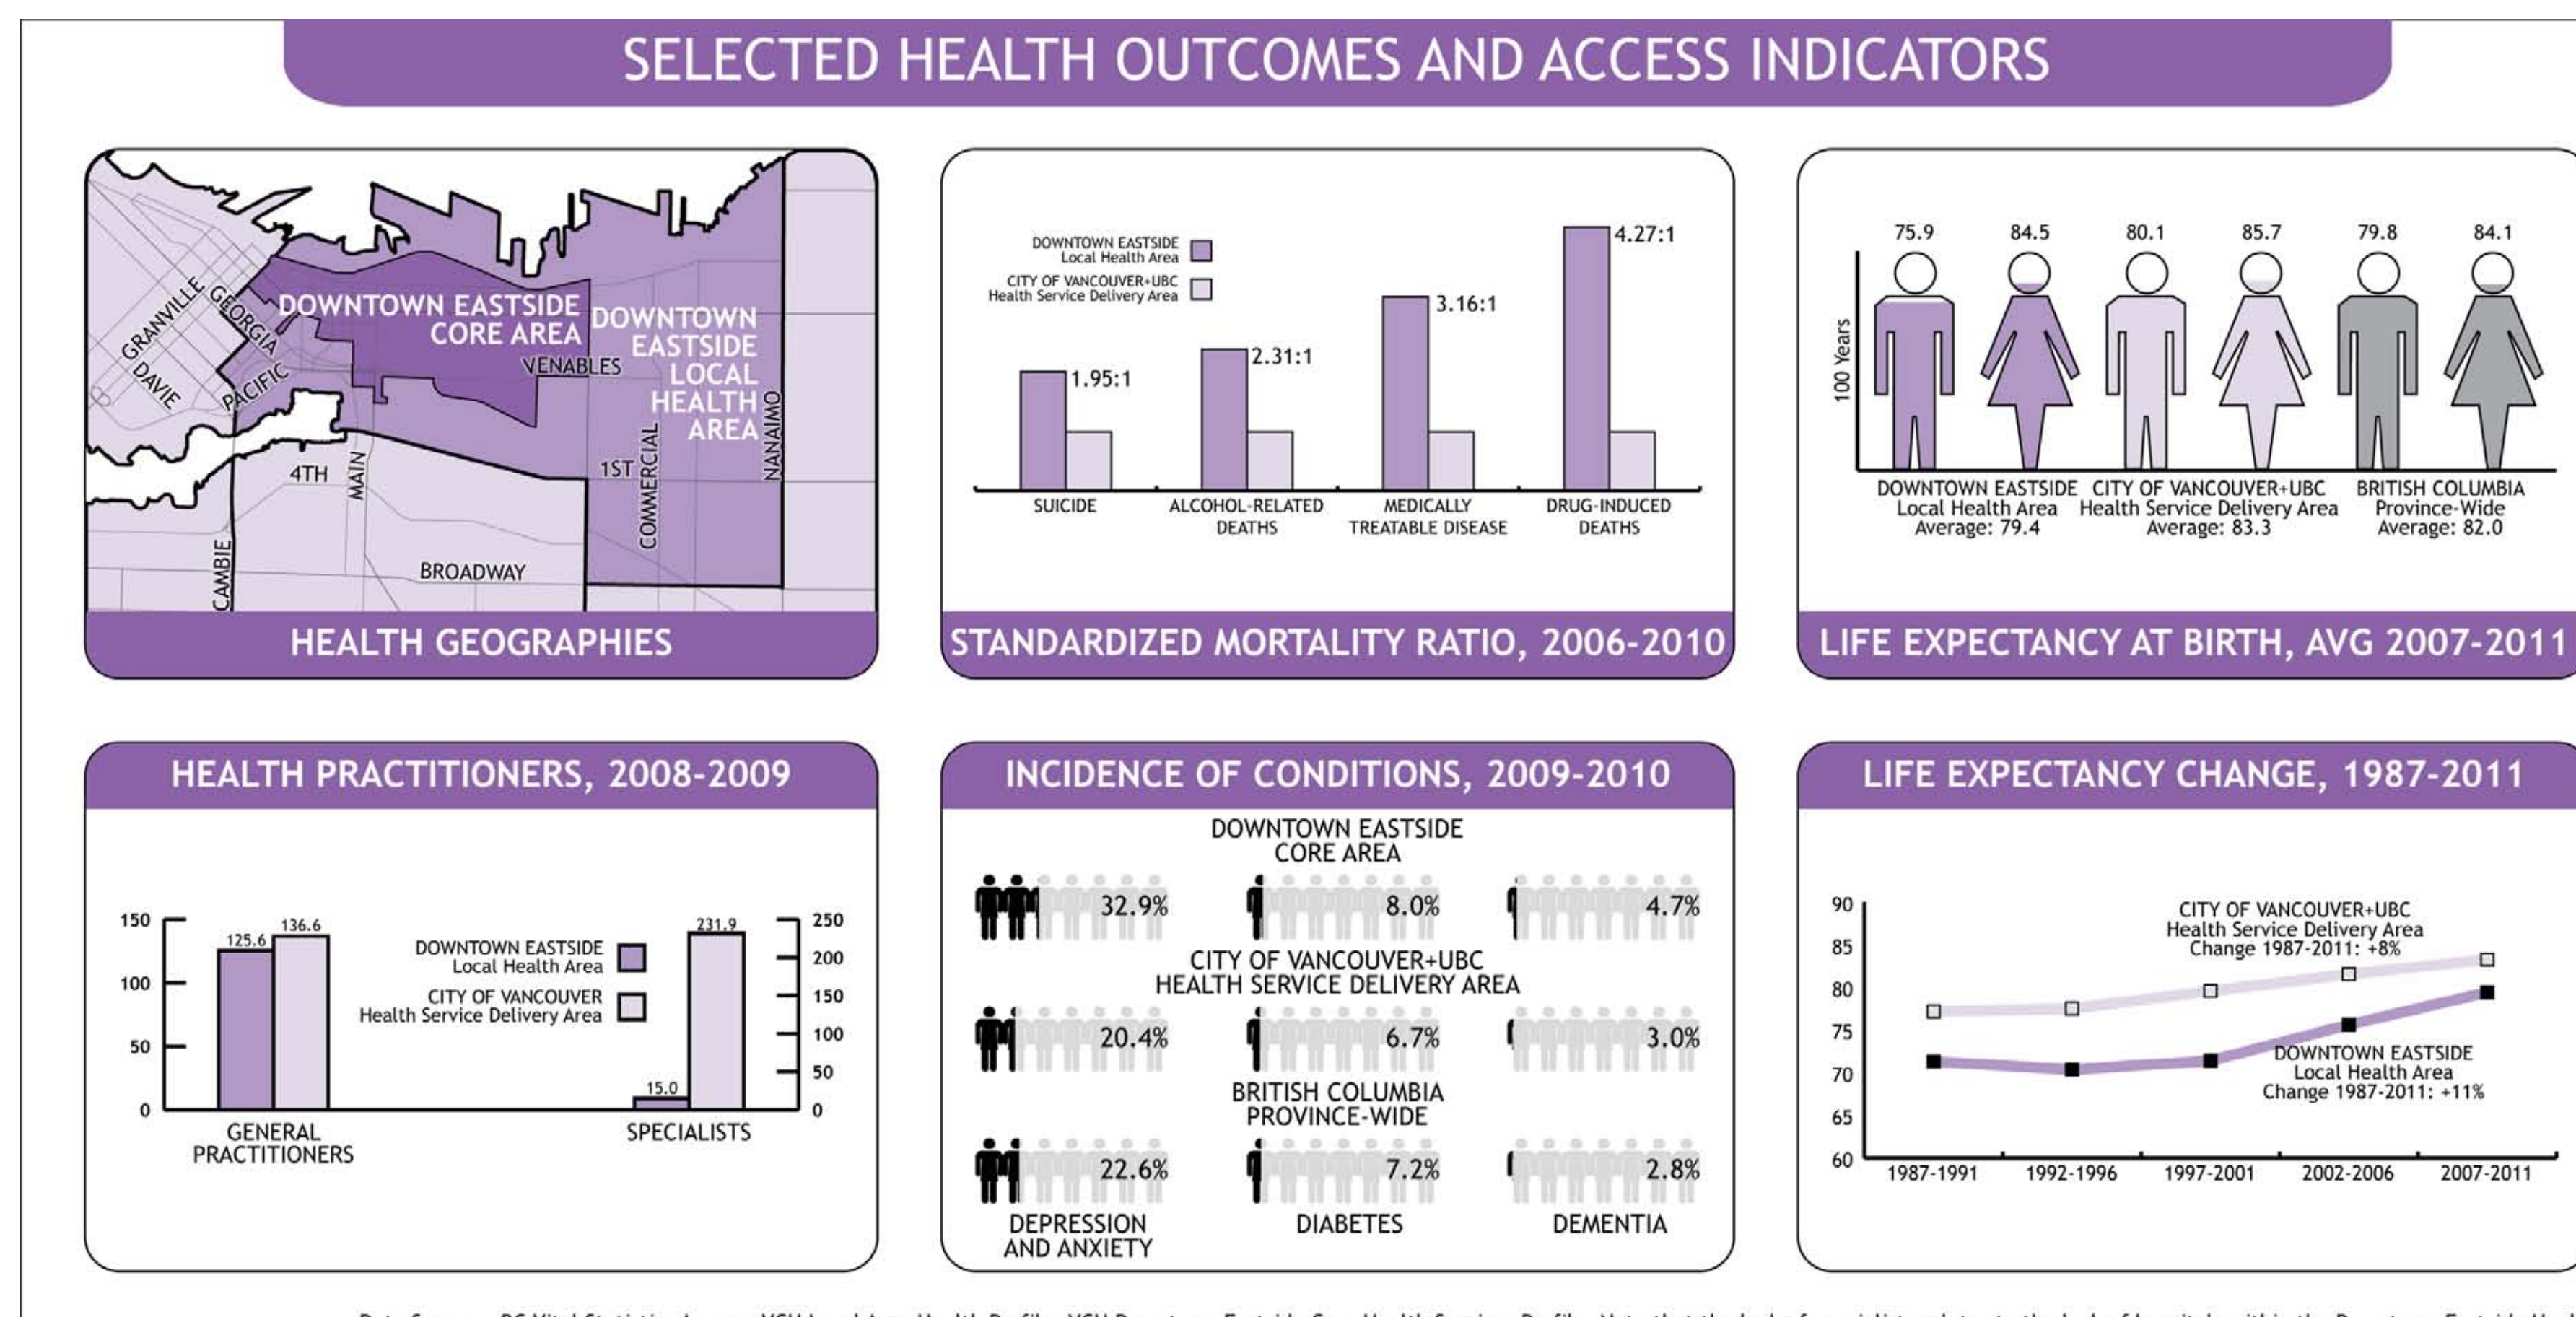 SELECTED HEALTH OUTCOMES AND ACCESS INDICATORS
DOWNTOWN EASTSIDE
CORE AREA
DOWNTOWN
EASTSIDE
LOCAL
HEALTH
AREA
GRANVILLE
GEORGIA
DAVIE
PACIFIC
VENABLES
NANAIMO
4TH
MAIN
1ST
COMMERCIAL
CAMBIE
BROADWAY
HEALTH GEOGRAPHIES
DOWNTOWN EASTSIDE
Local Health Area
CITY OF VANCOUVER+UBC
Health Service Delivery Area
1.95:1
2.31:1
3.16:1
4.27:1
SUICIDE
ALCOHOL-RELATED
DEATHS
MEDICALLY
TREATABLE DISEASE
DRUG-INDUCED
DEATHS
STANDARDIZED MORTALITY RATIO, 2006-2010
75.9 84.5 80.1 85.7 79.8 84.1
100 Years
DOWNTOWN EASTSIDE
Local Health Area
Average: 79.4
CITY OF VANCOUVER+UBC
Health Service Delivery Area
Average: 83.3
BRITISH COLUMBIA
Province-Wide
Average: 82.0
LIFE EXPECTANCY AT BIRTH, AVG 2007-2011
HEALTH PRACTITIONERS, 2008-2009
150
100
50
0
125.6
136.6
DOWNTOWN EASTSIDE
Local Health Area
CITY OF VANCOUVER
Health Service Delivery Area
15.0
231.9
250
200
150
100
50
0
GENERAL
PRACTITIONERS
SPECIALISTS
INCIDENCE OF CONDITIONS, 2009-2010
DOWNTOWN EASTSIDE
CORE AREA
32.9% 8.0% 4.7%
CITY OF VANCOUVER+UBC
HEALTH SERVICE DELIVERY AREA
20.4% 6.7% 3.0%
BRITISH COLUMBIA
PROVINCE-WIDE
22.6% 7.2% 2.8%
DEPRESSION
AND ANXIETY
DIABETES
DEMENTIA
LIFE EXPECTANCY CHANGE, 1987-2011
90
85
80
75
70
65
60
CITY OF VANCOUVER+UBC
Health Service Delivery Area
Change 1987-2011: +8%
DOWNTOWN EASTSIDE
Local Health Area
Change 1987-2011: +11%
1987-1991 1992-1996 1997-2001 2002-2006 2007-2011